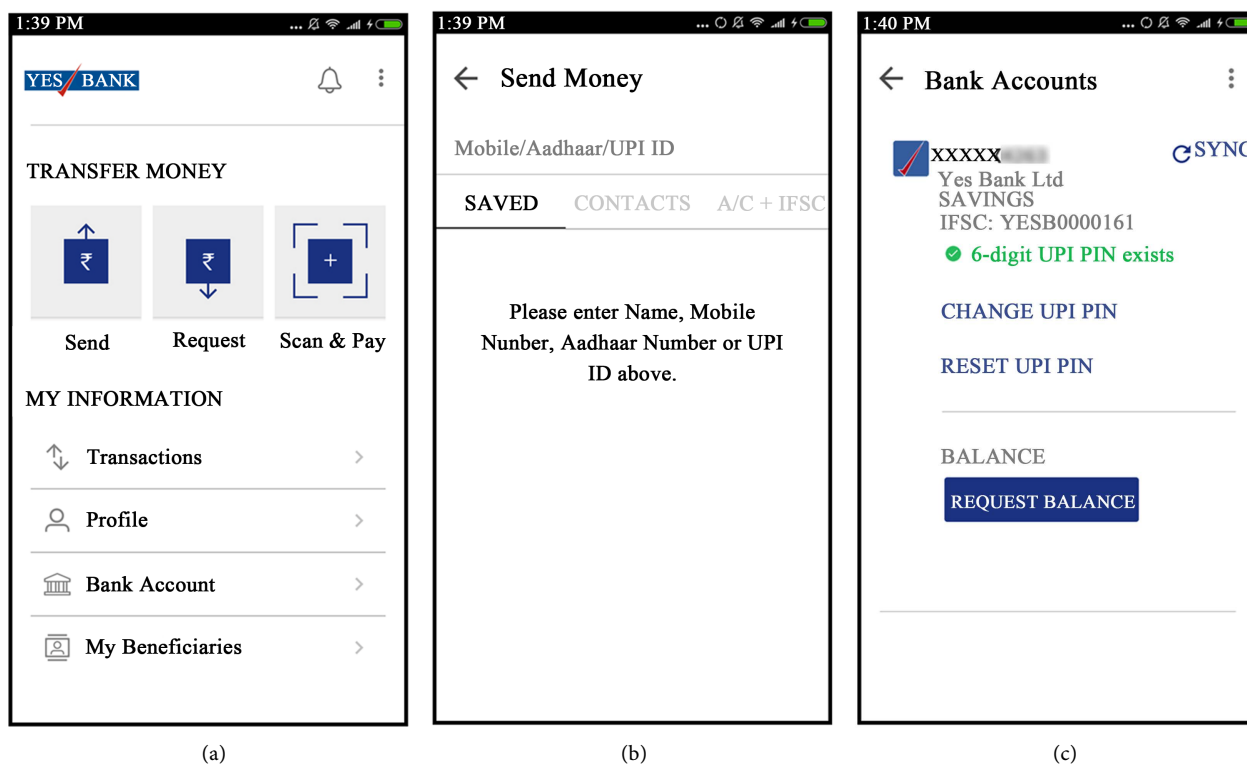 1:39 PM
YES BANK
TRANSFER MONEY
₹ ₹
Send Request Scan & Pay
MY INFORMATION
Transactions
Profile
Bank Account
My Beneficiaries
(a)
1:39 PM
Send Money
Mobile/Aadhaar/UPI ID
SAVED CONTACTS A/C + IFSC
Please enter Name, Mobile
Nunber, Aadhaar Number or UPI
ID above.
(b)
1:40 PM
Bank Accounts
XXXXX SYNC
Yes Bank Ltd
SAVINGS
IFSC: YESB0000161
6-digit UPI PIN exists
CHANGE UPI PIN
RESET UPI PIN
BALANCE
REQUEST BALANCE
(c)